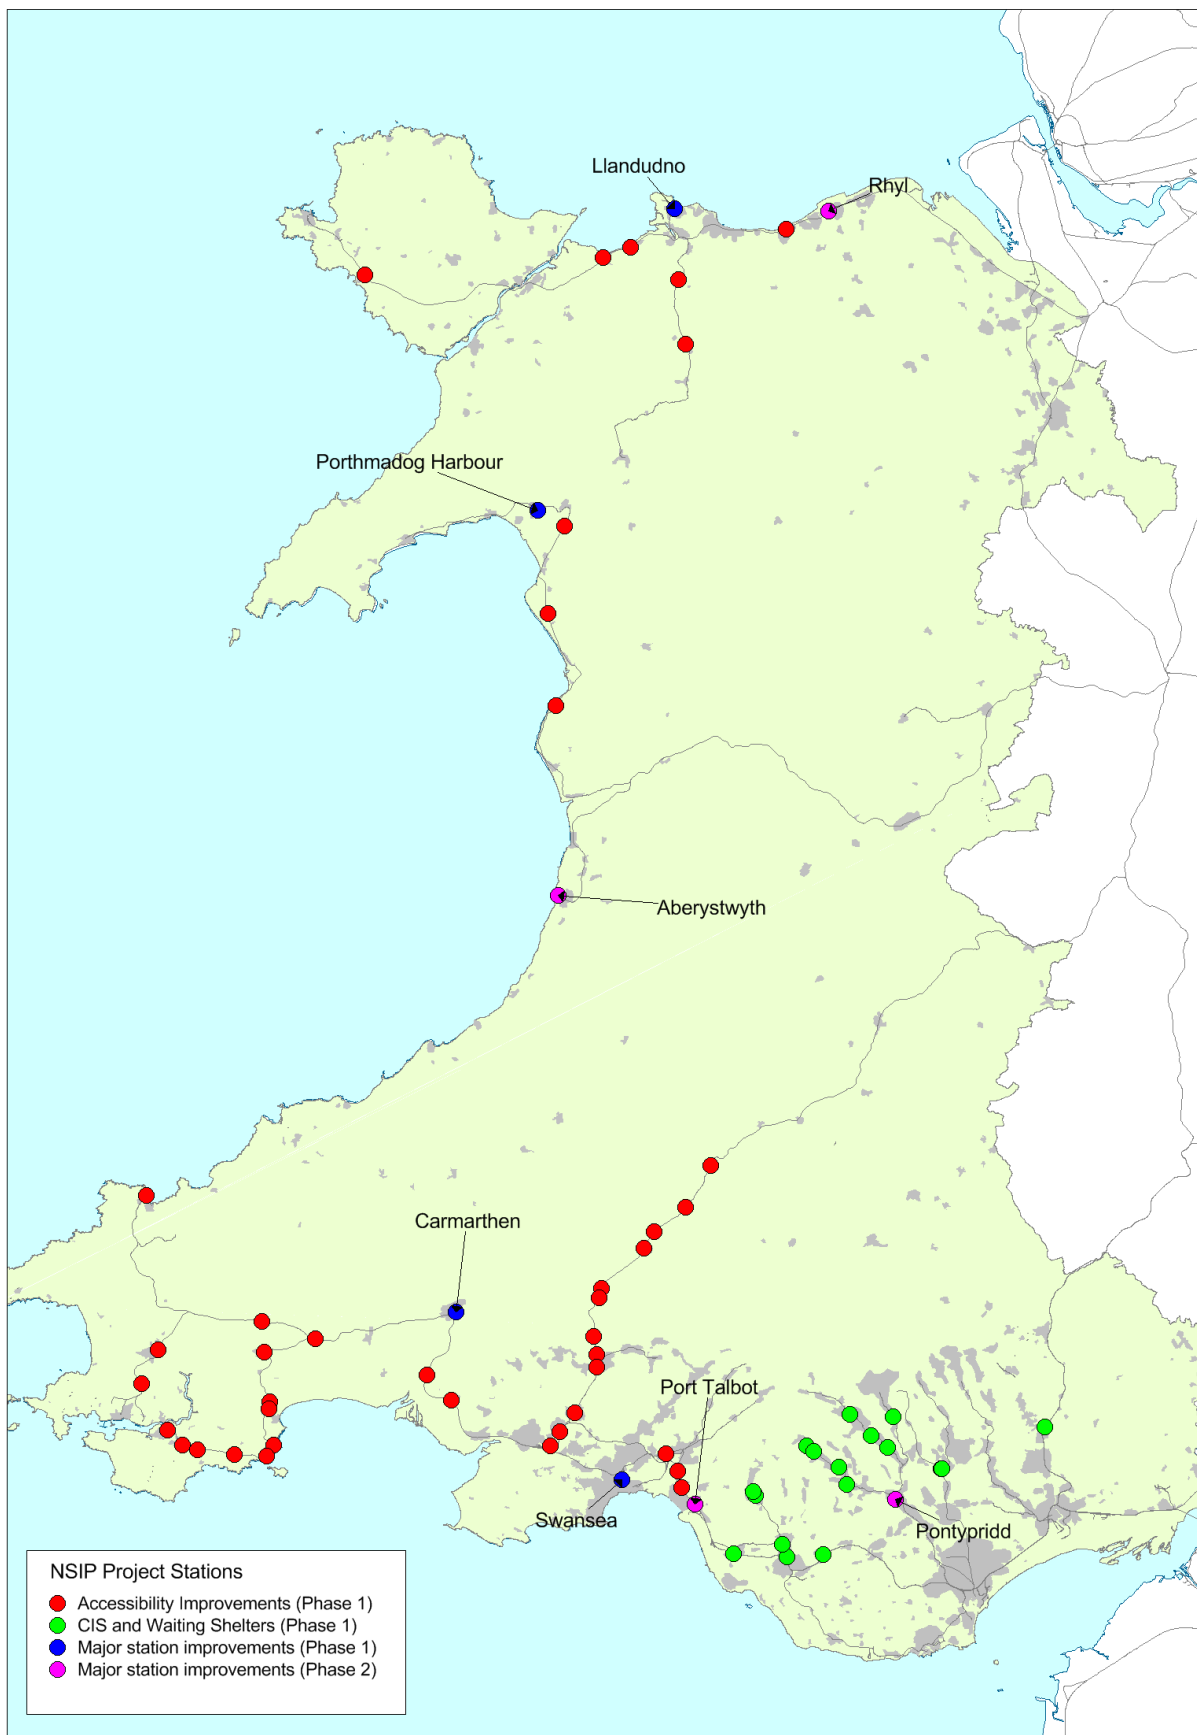 Llandudno
Rhyl
Porthmadog Harbour
Aberystwyth
Carmarthen
Port Talbot
Swansea
Pontypridd
NSIP Project Stations
Accessibility Improvements (Phase 1)
CIS and Waiting Shelters (Phase 1)
Major station improvements (Phase 1)
Major station improvements (Phase 2)